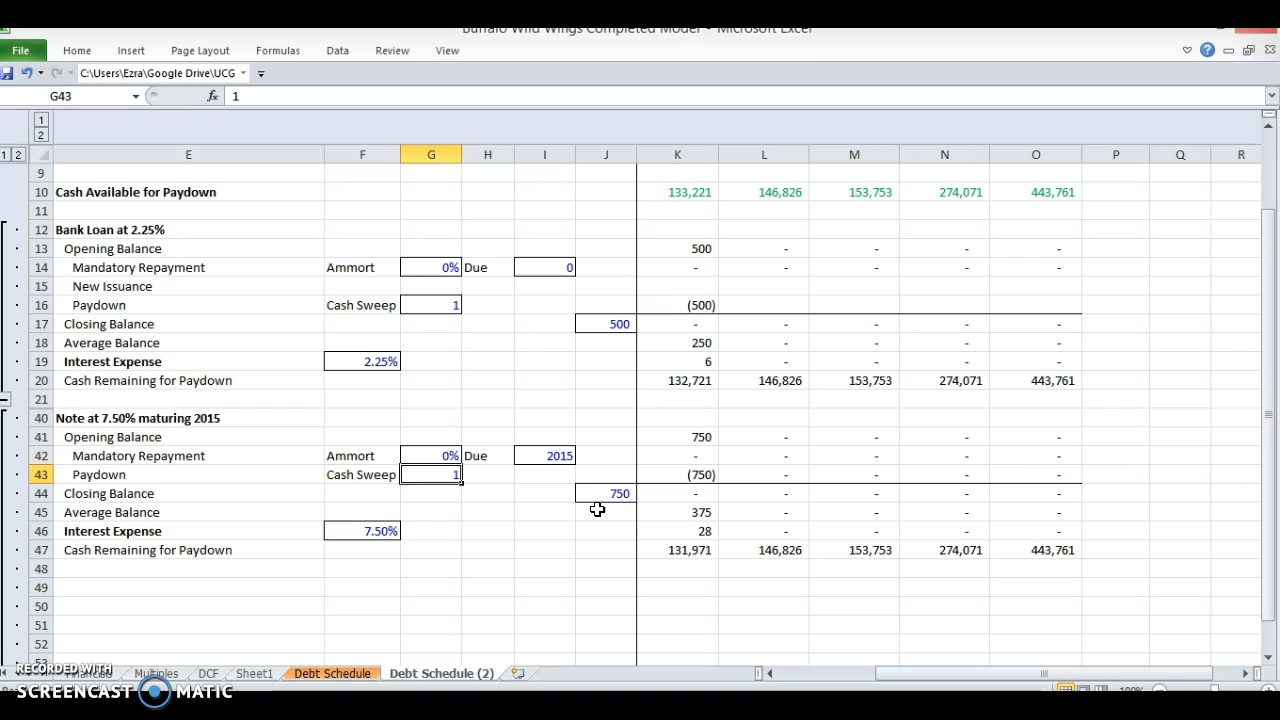 Buffalo Wild Wings Completed Model - Microsoft Excel
File Home Insert Page Layout Formulas Data Review View
C:\Users\Ezra\Google Drive\UCG
G43 fx 1
1
2
1 2 E F G H I J K L M N O P Q R
9
10 Cash Available for Paydown 133,221 146,826 153,753 274,071 443,761
11
12 Bank Loan at 2.25%
13 Opening Balance 500 - - - -
14 Mandatory Repayment Ammort 0% Due 0 - - - - -
15 New Issuance
16 Paydown Cash Sweep 1 (500)
17 Closing Balance 500 - - - - -
18 Average Balance 250 - - - -
19 Interest Expense 2.25% 6 - - - -
20 Cash Remaining for Paydown 132,721 146,826 153,753 274,071 443,761
21
40 Note at 7.50% maturing 2015
41 Opening Balance 750 - - - -
42 Mandatory Repayment Ammort 0% Due 2015 - - - - -
43 Paydown Cash Sweep 1 (750) - - - -
44 Closing Balance 750 - - - - -
45 Average Balance 375 - - - -
46 Interest Expense 7.50% 28 - - - -
47 Cash Remaining for Paydown 131,971 146,826 153,753 274,071 443,761
48
49
50
51
52
53
Financials Multiples DCF Sheet1 Debt Schedule Debt Schedule (2)
RECORDED WITH
SCREENCAST MATIC
100%